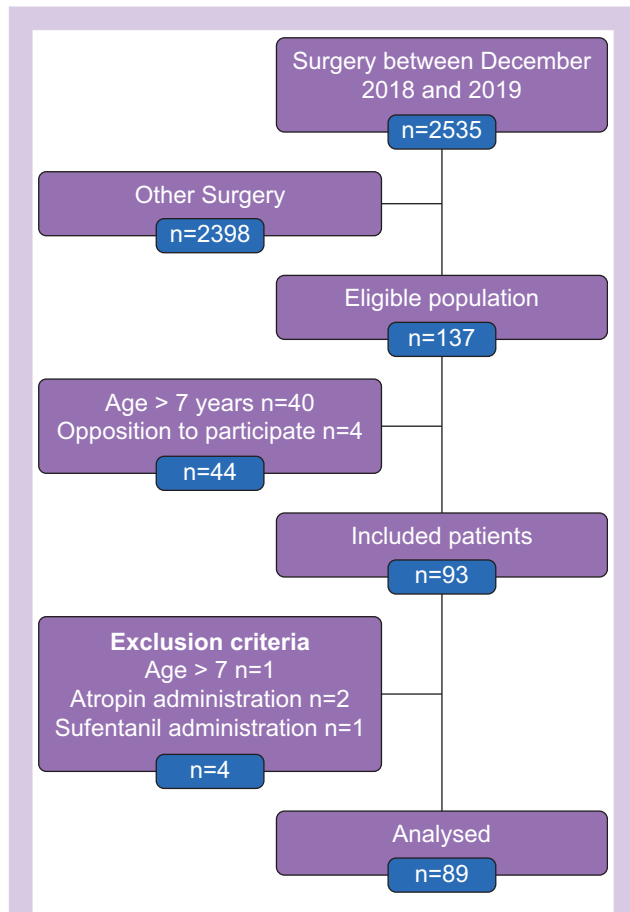 Surgery between December
2018 and 2019
n=2535
Other Surgery
n=2398
Eligible population
n=137
Age > 7 years n=40
Opposition to participate n=4
n=44
Included patients
n=93
Exclusion criteria
Age > 7 n=1
Atropin administration n=2
Sufentanil administration n=1
n=4
Analysed
n=89